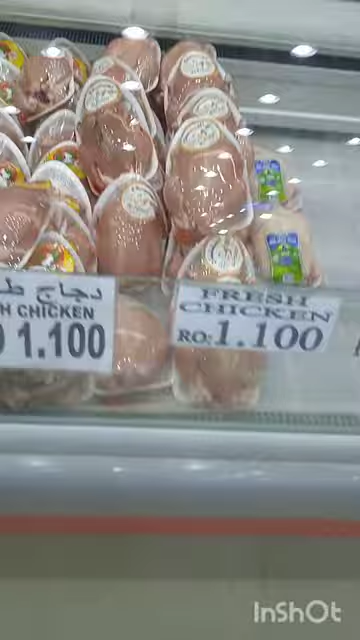 دجاج ط
H CHICKEN
1.100
FRESH
CHICKEN
RO:1.100
InShOt